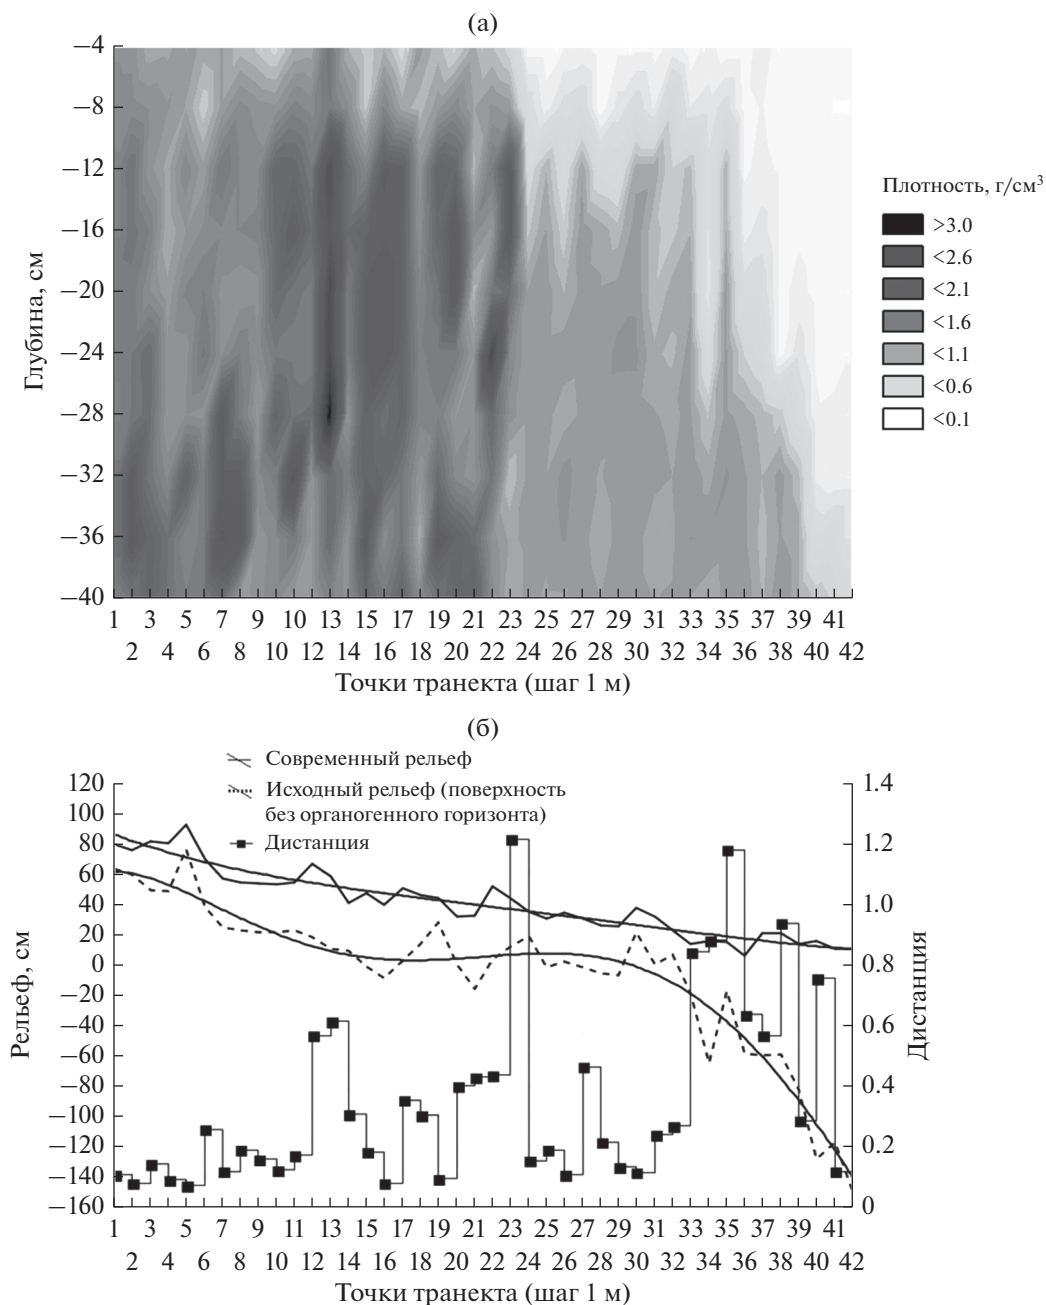 (а)
−4
−8
−12
−16
−20
−24
−28
−32
−36
−40
Глубина, см
1 3 5 7 9 11 13 15 17 19 21 23 25 27 29 31 33 35 37 39 41
2 4 6 8 10 12 14 16 18 20 22 24 26 28 30 32 34 36 38 40 42
Точки транекта (шаг 1 м)
Плотность, г/см³
>3.0
<2.6
<2.1
<1.6
<1.1
<0.6
<0.1
(б)
Современный рельеф
Исходный рельеф (поверхность
без органогенного горизонта)
Дистанция
120
100
80
60
40
20
0
−20
−40
−60
−80
−100
−120
−140
−160
Рельеф, см
1.4
1.2
1.0
0.8
0.6
0.4
0.2
0
Дистанция
1 3 5 7 9 11 13 15 17 19 21 23 25 27 29 31 33 35 37 39 41
2 4 6 8 10 12 14 16 18 20 22 24 26 28 30 32 34 36 38 40 42
Точки транекта (шаг 1 м)